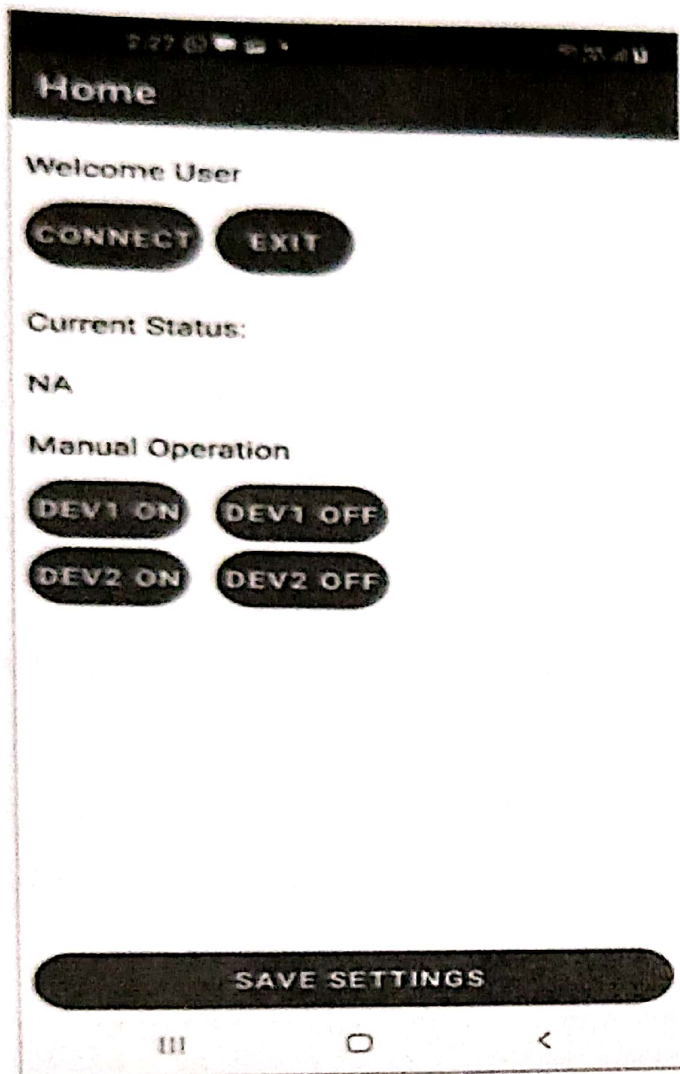 Home
Welcome User
CONNECT EXIT
Current Status:
NA
Manual Operation
DEV1 ON DEV1 OFF
DEV2 ON DEV2 OFF
SAVE SETTINGS